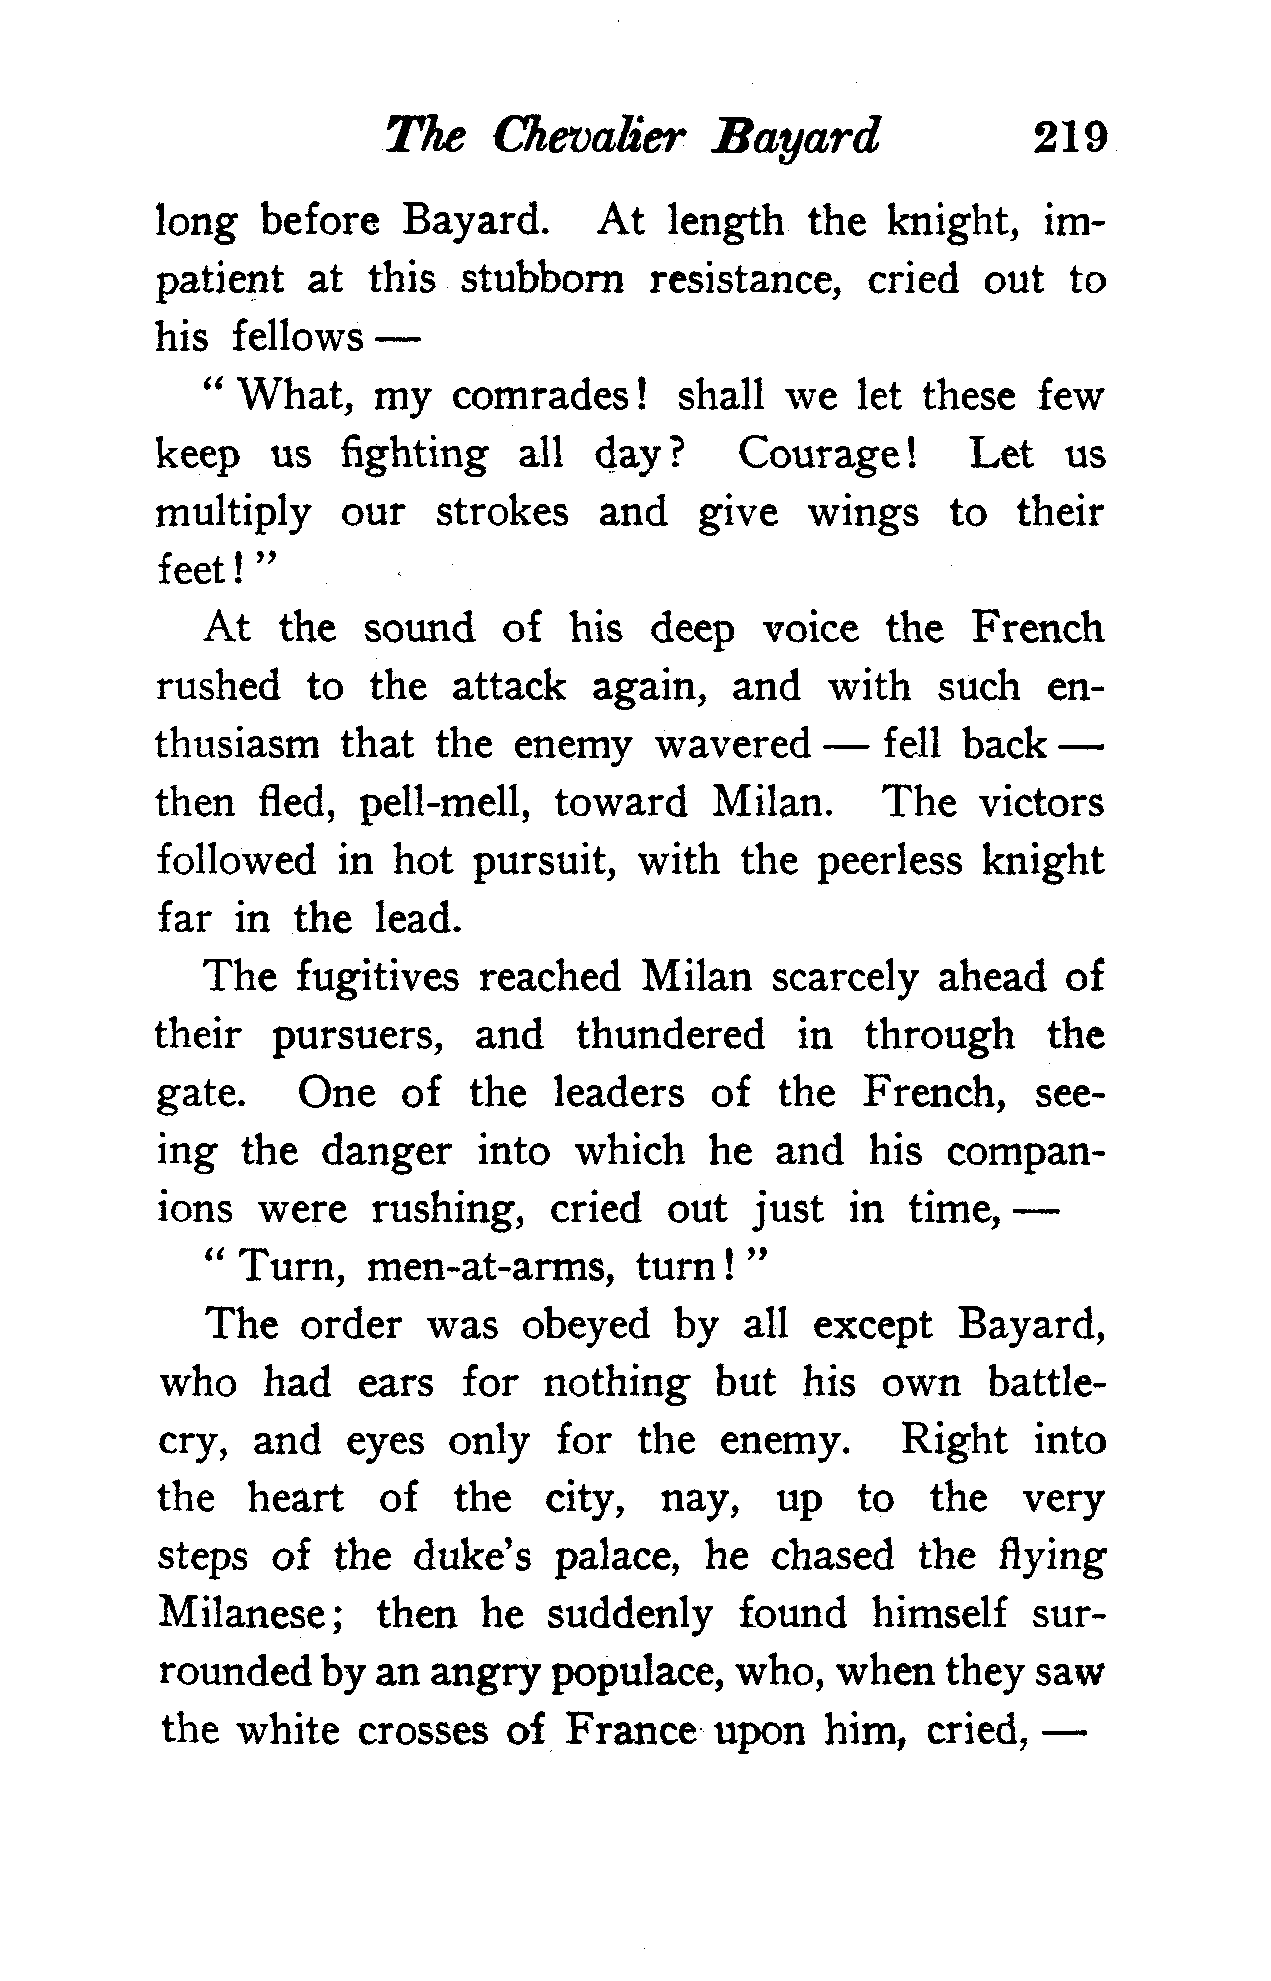 The Chevalier Bayard 219
long before Bayard. At length the knight, im-
patient at this stubborn resistance, cried out to
his fellows —
“ What, my comrades! shall we let these few
keep us fighting all day? Courage! Let us
multiply our strokes and give wings to their
feet! ”
At the sound of his deep voice the French
rushed to the attack again, and with such en-
thusiasm that the enemy wavered — fell back —
then fled, pell-mell, toward Milan. The victors
followed in hot pursuit, with the peerless knight
far in the lead.
The fugitives reached Milan scarcely ahead of
their pursuers, and thundered in through the
gate. One of the leaders of the French, see-
ing the danger into which he and his compan-
ions were rushing, cried out just in time, —
“ Turn, men-at-arms, turn! ”
The order was obeyed by all except Bayard,
who had ears for nothing but his own battle-
cry, and eyes only for the enemy. Right into
the heart of the city, nay, up to the very
steps of the duke's palace, he chased the flying
Milanese; then he suddenly found himself sur-
rounded by an angry populace, who, when they saw
the white crosses of France upon him, cried, —